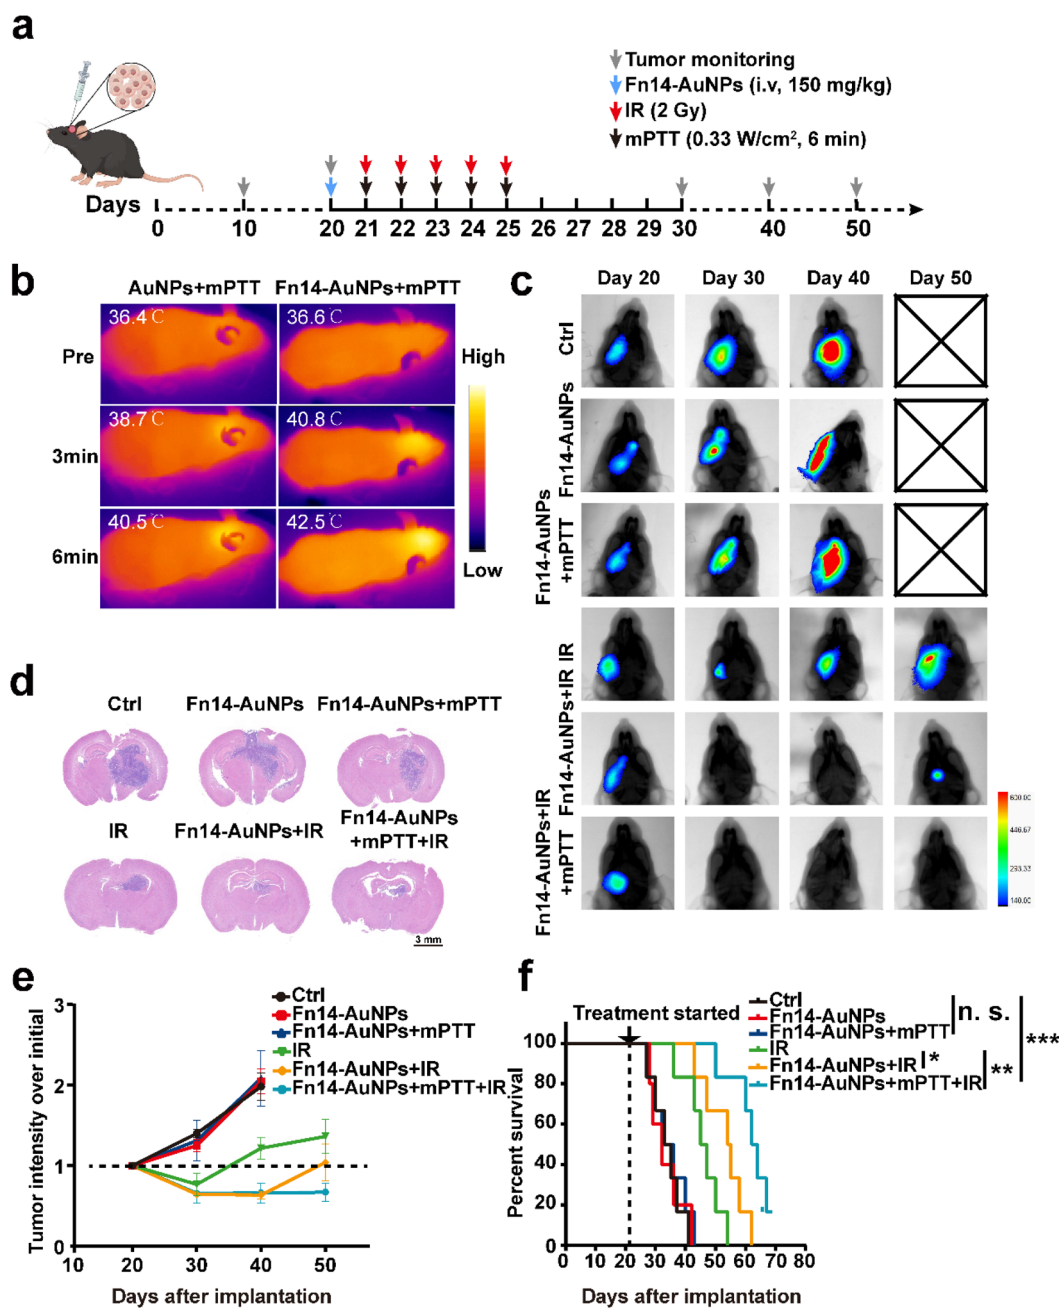 a
Tumor monitoring
Fn14-AuNPs (i.v, 150 mg/kg)
IR (2 Gy)
mPTT (0.33 W/cm², 6 min)
Days
0 10 20 21 22 23 24 25 26 27 28 29 30 40 50
b
AuNPs+mPTT Fn14-AuNPs+mPTT
Pre
36.4℃ 36.6℃
3min
38.7℃ 40.8℃
6min
40.5℃ 42.5℃
High
Low
c
Day 20 Day 30 Day 40 Day 50
Ctrl
Fn14-AuNPs
Fn14-AuNPs
+mPTT
IR
Fn14-AuNPs+IR
Fn14-AuNPs+IR
+mPTT
600.00
446.67
293.33
140.00
d
Ctrl Fn14-AuNPs Fn14-AuNPs+mPTT
IR Fn14-AuNPs+IR Fn14-AuNPs
+mPTT+IR
3 mm
e
Tumor intensity over initial
3
2
1
0
10 20 30 40 50
Days after implantation
Ctrl
Fn14-AuNPs
Fn14-AuNPs+mPTT
IR
Fn14-AuNPs+IR
Fn14-AuNPs+mPTT+IR
f
Treatment started
Ctrl
Fn14-AuNPs
Fn14-AuNPs+mPTT
IR
Fn14-AuNPs+IR
Fn14-AuNPs+mPTT+IR
n. s.
*
**
***
Percent survival
100
80
60
40
20
0
0 10 20 30 40 50 60 70 80
Days after implantation